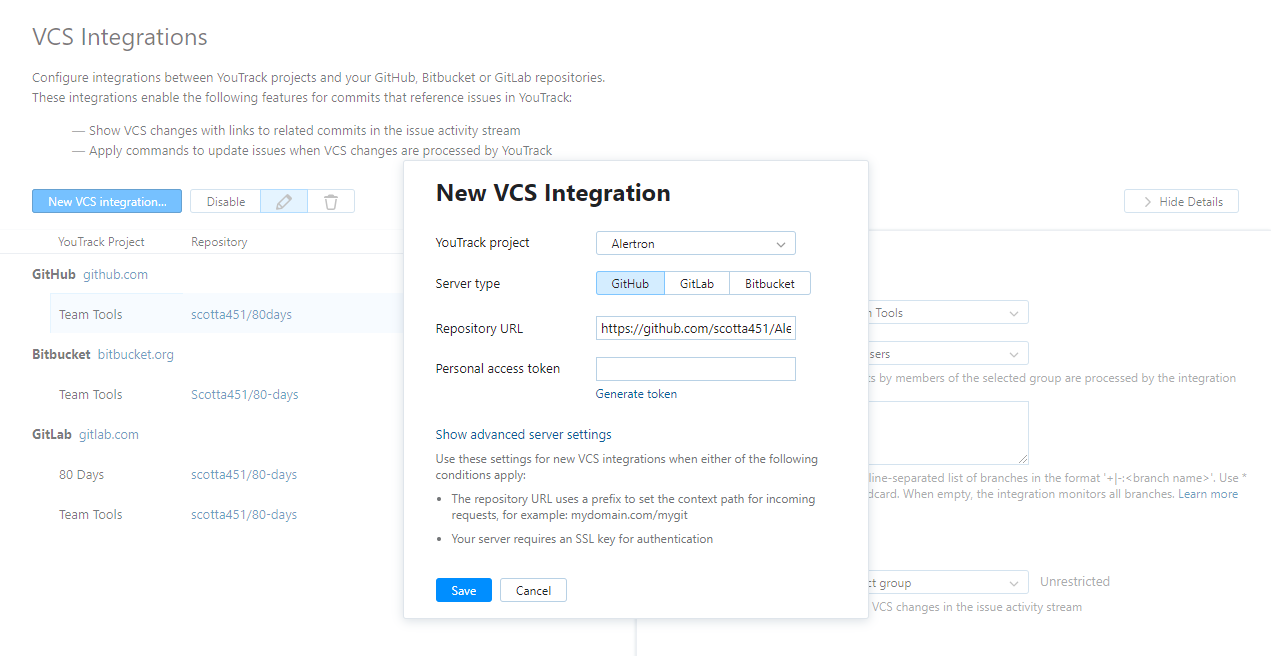 VCS Integrations
Configure integrations between YouTrack projects and your GitHub, Bitbucket or GitLab repositories.
These integrations enable the following features for commits that reference issues in YouTrack:
— Show VCS changes with links to related commits in the issue activity stream
— Apply commands to update issues when VCS changes are processed by YouTrack
New VCS integration...
Disable
Hide Details
YouTrack Project
Repository
GitHub github.com
Team Tools
scotta451/80days
Bitbucket bitbucket.org
Team Tools
Scotta451/80-days
GitLab gitlab.com
80 Days
scotta451/80-days
Team Tools
scotta451/80-days
New VCS Integration
YouTrack project
Alertron
Server type
GitHub
GitLab
Bitbucket
Repository URL
https://github.com/scotta451/Ale
Personal access token
Generate token
Show advanced server settings
Use these settings for new VCS integrations when either of the following
conditions apply:
• The repository URL uses a prefix to set the context path for incoming
requests, for example: mydomain.com/mygit
• Your server requires an SSL key for authentication
Save
Cancel
Tools
sers
by members of the selected group are processed by the integration
line-separated list of branches in the format '+|-:<branch name>'. Use *
dcard. When empty, the integration monitors all branches. Learn more
group
Unrestricted
VCS changes in the issue activity stream